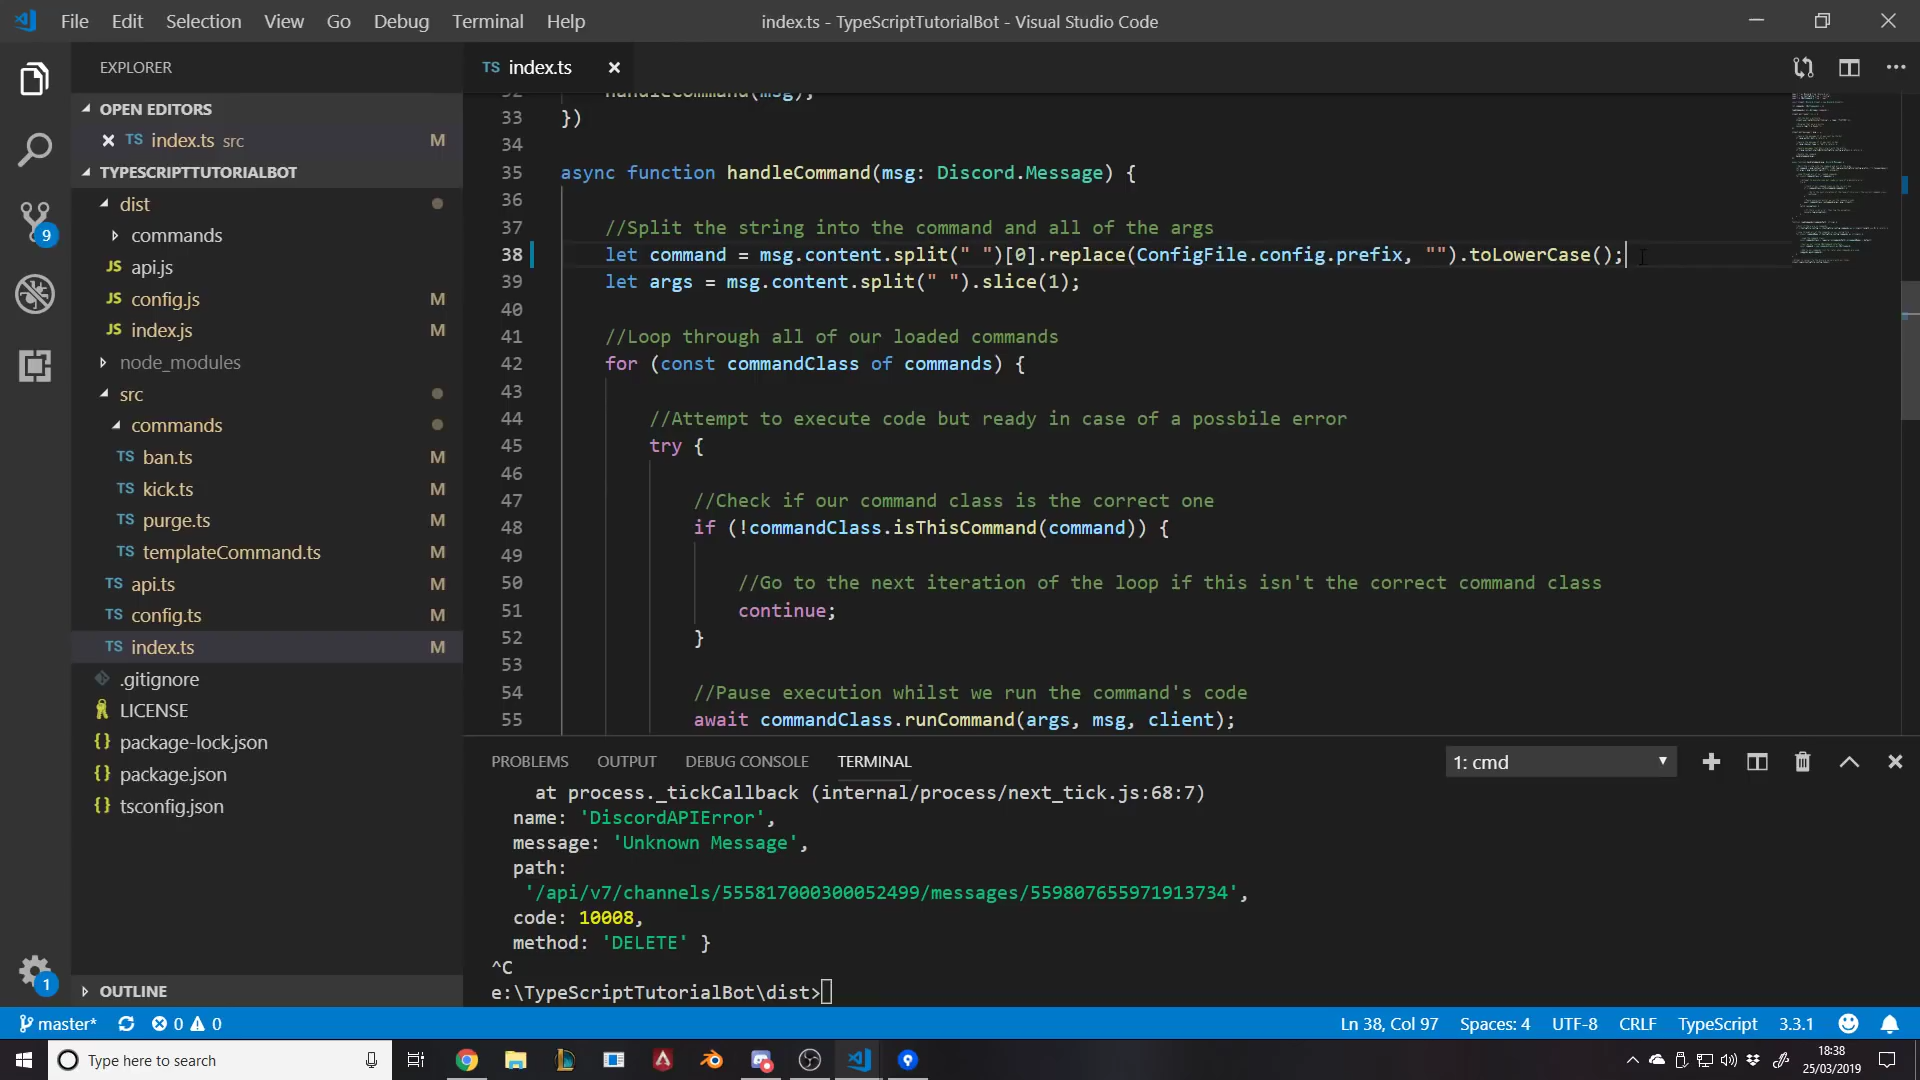 File Edit Selection View Go Debug Terminal Help
index.ts - TypeScriptTutorialBot - Visual Studio Code
EXPLORER
OPEN EDITORS
TS index.ts src M
TYPESCRIPTTUTORIALBOT
dist
commands
JS api.js
JS config.js M
JS index.js M
node_modules
src
commands
TS ban.ts M
TS kick.ts M
TS purge.ts M
TS templateCommand.ts M
TS api.ts M
TS config.ts M
TS index.ts M
.gitignore
LICENSE
{} package-lock.json
{} package.json
{} tsconfig.json
OUTLINE
9
1
TS index.ts
32 handleCommand(msg);
33 })
34
35 async function handleCommand(msg: Discord.Message) {
36
37 //Split the string into the command and all of the args
38 let command = msg.content.split(" ")[0].replace(ConfigFile.config.prefix, "").toLowerCase();
39 let args = msg.content.split(" ").slice(1);
40
41 //Loop through all of our loaded commands
42 for (const commandClass of commands) {
43
44 //Attempt to execute code but ready in case of a possbile error
45 try {
46
47 //Check if our command class is the correct one
48 if (!commandClass.isThisCommand(command)) {
49
50 //Go to the next iteration of the loop if this isn't the correct command class
51 continue;
52 }
53
54 //Pause execution whilst we run the command's code
55 await commandClass.runCommand(args, msg, client);
PROBLEMS OUTPUT DEBUG CONSOLE TERMINAL
1: cmd
at process._tickCallback (internal/process/next_tick.js:68:7)
name: 'DiscordAPIError',
message: 'Unknown Message',
path:
'/api/v7/channels/555817000300052499/messages/559807655971913734',
code: 10008,
method: 'DELETE' }
^C
e:\TypeScriptTutorialBot\dist>
master* 0 0
Ln 38, Col 97 Spaces: 4 UTF-8 CRLF TypeScript 3.3.1
Type here to search
18:38
25/03/2019